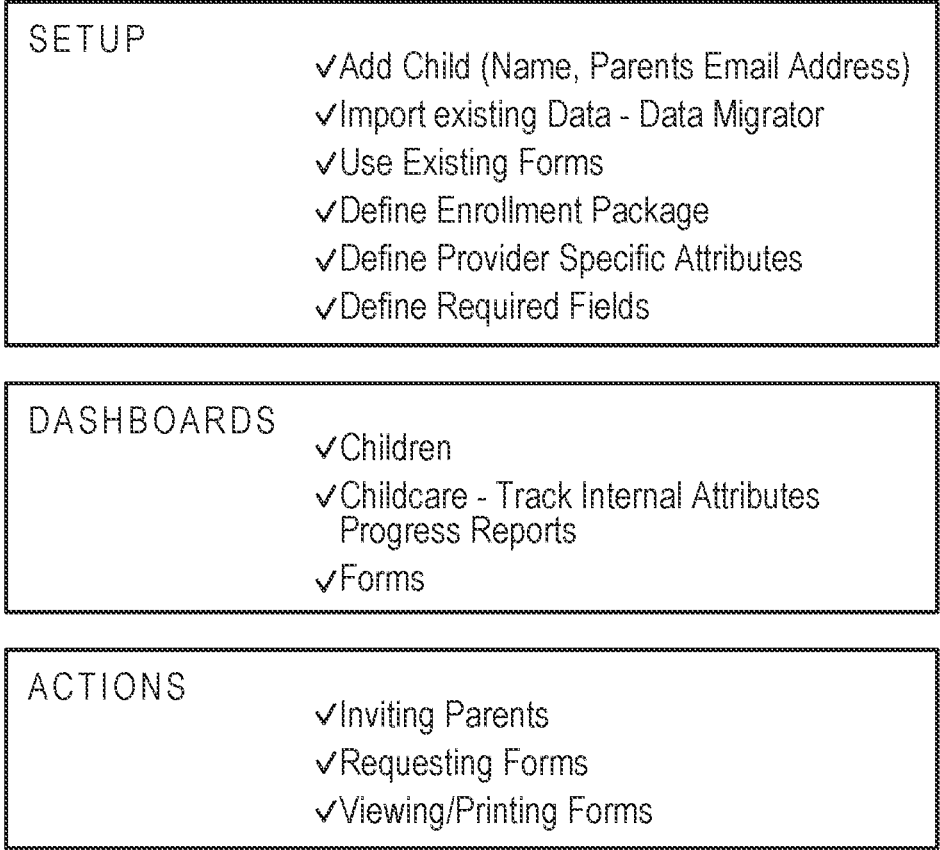 SETUP
✓Add Child (Name, Parents Email Address)
✓Import existing Data - Data Migrator
✓Use Existing Forms
✓Define Enrollment Package
✓Define Provider Specific Attributes
✓Define Required Fields
DASHBOARDS
✓Children
✓Childcare - Track Internal Attributes
Progress Reports
✓Forms
ACTIONS
✓Inviting Parents
✓Requesting Forms
✓Viewing/Printing Forms